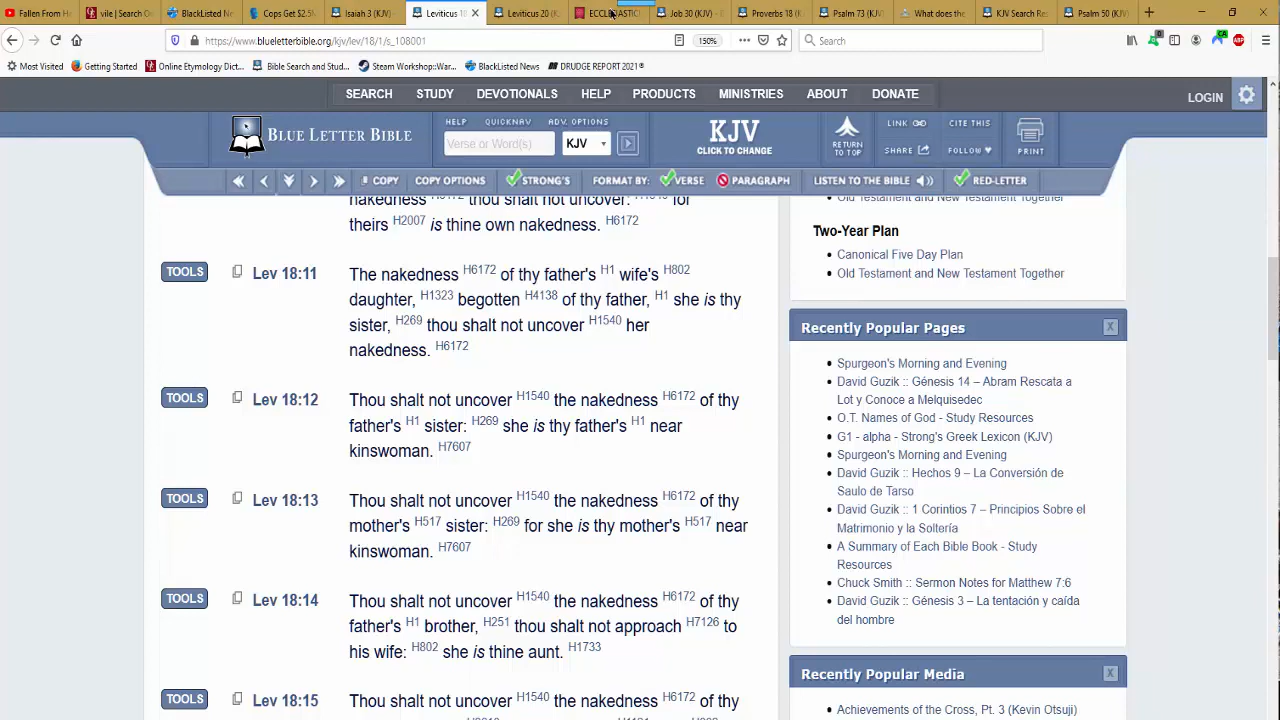 Fallen From H
vile | Search O
BlackListed Ne
Cops Get $2.5M
Isaiah 3 (KJV) -
Leviticus 18
Leviticus 20 (K
ECCLESIASTICU
Job 30 (KJV) -
Proverbs 18 (K
Psalm 73 (KJV)
What does the
KJV Search Res
Psalm 50 (KJV)
https://www.blueletterbible.org/kjv/lev/18/1/s_108001
150%
Search
Most Visited
Getting Started
Online Etymology Dict...
Bible Search and Stud...
Steam Workshop::War...
BlackListed News
DRUDGE REPORT 2021®
SEARCH STUDY DEVOTIONALS HELP PRODUCTS MINISTRIES ABOUT DONATE
LOGIN
BLUE LETTER BIBLE
HELP QUICKNAV ADV. OPTIONS
Verse or Word(s) KJV
KJV
CLICK TO CHANGE
RETURN
TO TOP
LINK
SHARE
CITE THIS
FOLLOW
PRINT
COPY COPY OPTIONS STRONG'S FORMAT BY: VERSE PARAGRAPH LISTEN TO THE BIBLE RED-LETTER
nakedness H6172 thou shalt not uncover: H1540 for
theirs H2007 is thine own nakedness. H6172
TOOLS Lev 18:11 The nakedness H6172 of thy father's H1 wife's H802
daughter, H1323 begotten H4138 of thy father, H1 she is thy
sister, H269 thou shalt not uncover H1540 her
nakedness. H6172
TOOLS Lev 18:12 Thou shalt not uncover H1540 the nakedness H6172 of thy
father's H1 sister: H269 she is thy father's H1 near
kinswoman. H7607
TOOLS Lev 18:13 Thou shalt not uncover H1540 the nakedness H6172 of thy
mother's H517 sister: H269 for she is thy mother's H517 near
kinswoman. H7607
TOOLS Lev 18:14 Thou shalt not uncover H1540 the nakedness H6172 of thy
father's H1 brother, H251 thou shalt not approach H7126 to
his wife: H802 she is thine aunt. H1733
TOOLS Lev 18:15 Thou shalt not uncover H1540 the nakedness H6172 of thy
Old Testament and New Testament Together
Two-Year Plan
Canonical Five Day Plan
Old Testament and New Testament Together
Recently Popular Pages
Spurgeon's Morning and Evening
David Guzik :: Génesis 14 – Abram Rescata a
Lot y Conoce a Melquisedec
O.T. Names of God - Study Resources
G1 - alpha - Strong's Greek Lexicon (KJV)
Spurgeon's Morning and Evening
David Guzik :: Hechos 9 – La Conversión de
Saulo de Tarso
David Guzik :: 1 Corintios 7 – Principios Sobre el
Matrimonio y la Soltería
A Summary of Each Bible Book - Study
Resources
Chuck Smith :: Sermon Notes for Matthew 7:6
David Guzik :: Génesis 3 – La tentación y caída
del hombre
Recently Popular Media
Achievements of the Cross, Pt. 3 (Kevin Otsuji)